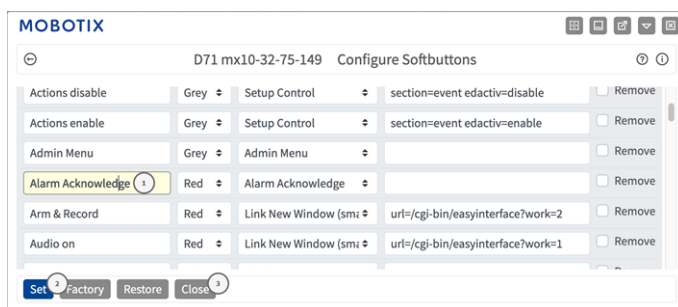 MOBOTIX
D71 mx10-32-75-149 Configure Softbuttons
Actions disable Grey Setup Control section=event edactiv=disable Remove
Actions enable Grey Setup Control section=event edactiv=enable Remove
Admin Menu Grey Admin Menu Remove
Alarm Acknowledge 1 Red Alarm Acknowledge Remove
Arm & Record Red Link New Window (sma url=/cgi-bin/easyinterface?work=2 Remove
Audio on Red Link New Window (sma url=/cgi-bin/easyinterface?work=1 Remove
Set 2 Factory Restore Close 3